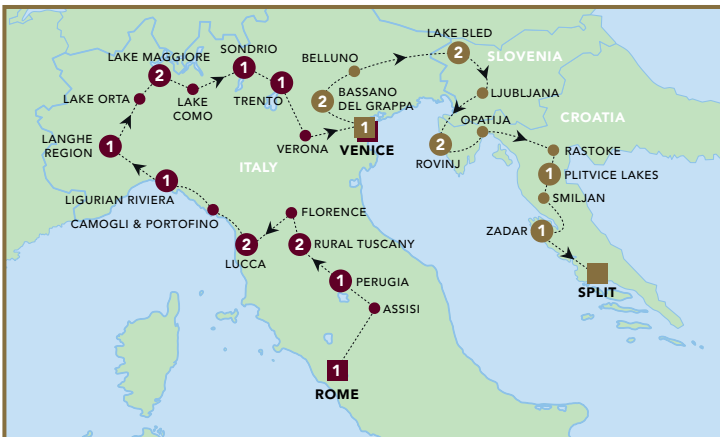 LAKE BLED
SLOVENIA
SONDRIO
LAKE MAGGIORE
BELLUNO
2
1
2
1
LJUBLJANA
TRENTO
LAKE ORTA
LAKE
COMO
2
BASSANO
DEL GRAPPA
OPATIJA
CROATIA
1
LANGHE
REGION
1
VERONA
VENICE
2
ROVINJ
RASTOKE
ITALY
1
PLITVICE LAKES
1
LIGURIAN RIVIERA
SMILJAN
CAMOGLI & PORTOFINO
FLORENCE
ZADAR
1
2
LUCCA
2
RURAL TUSCANY
1
PERUGIA
SPLIT
ASSISI
1
ROME